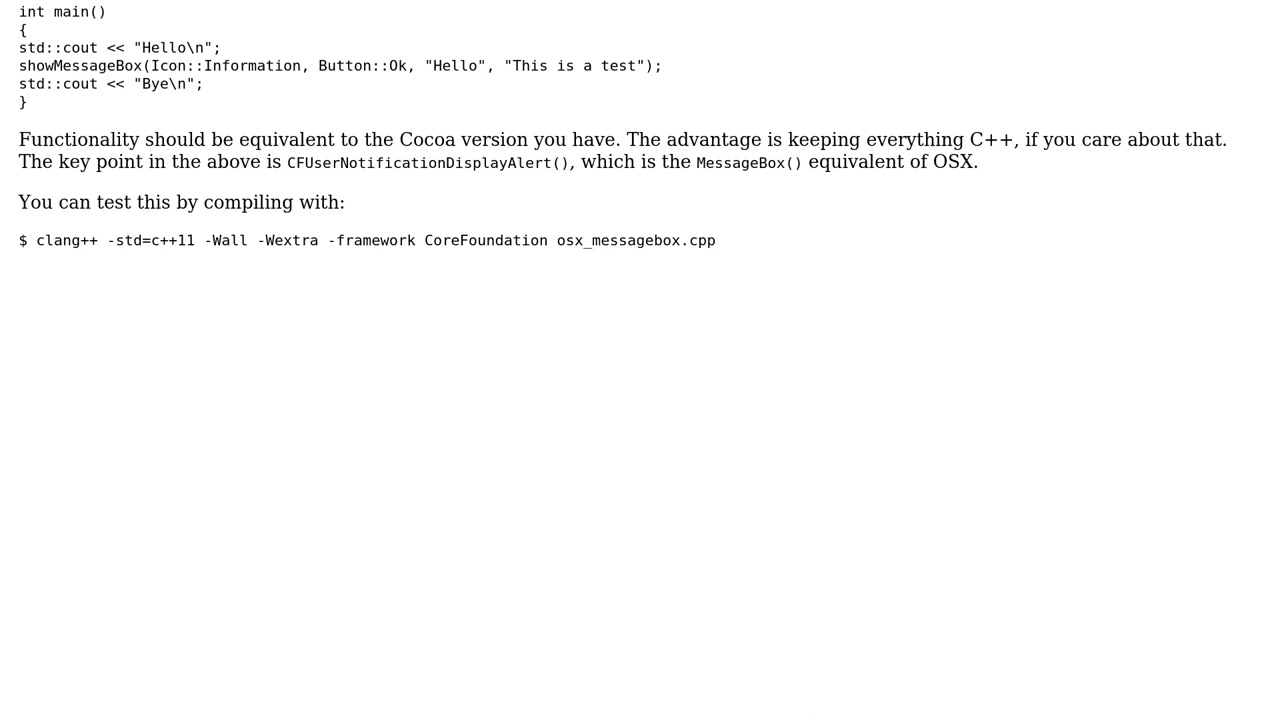 int main()
{
std::cout << "Hello\n";
showMessageBox(Icon::Information, Button::Ok, "Hello", "This is a test");
std::cout << "Bye\n";
}
Functionality should be equivalent to the Cocoa version you have. The advantage is keeping everything C++, if you care about that.
The key point in the above is CFUserNotificationDisplayAlert(), which is the MessageBox() equivalent of OSX.
You can test this by compiling with:
$ clang++ -std=c++11 -Wall -Wextra -framework CoreFoundation osx_messagebox.cpp